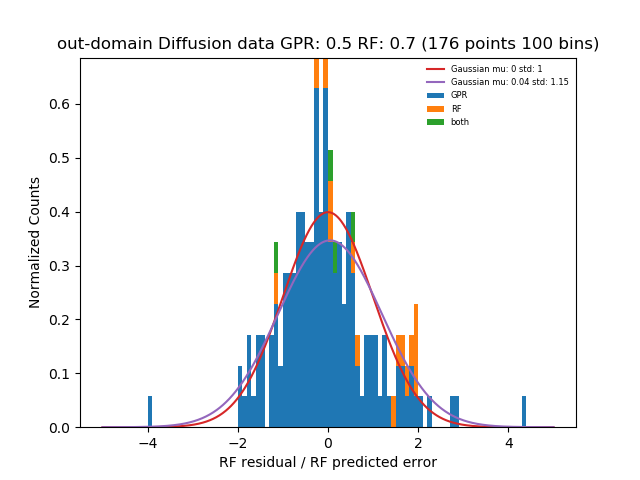 out-domain Diffusion data GPR: 0.5 RF: 0.7 (176 points 100 bins)
Gaussian mu: 0 std: 1
Gaussian mu: 0.04 std: 1.15
GPR
RF
both
Normalized Counts
0.6
0.5
0.4
0.3
0.2
0.1
0.0
−4
−2
0
2
4
RF residual / RF predicted error